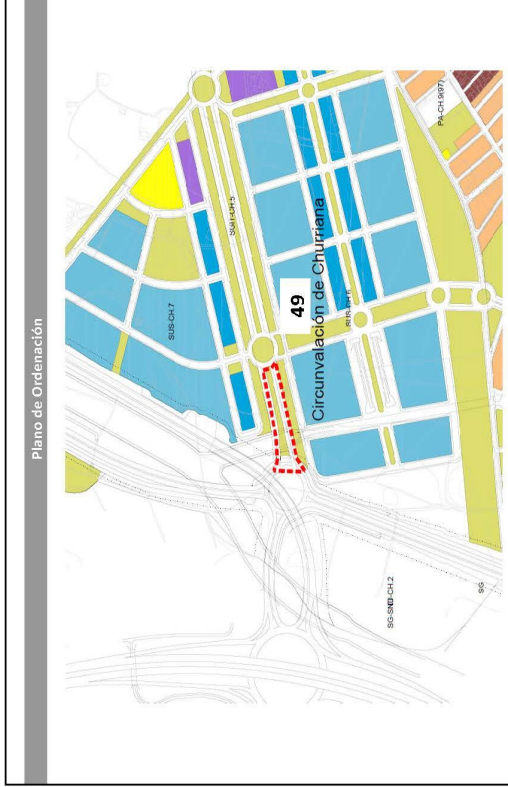 Plano de Ordenación
SUS-CH.7
SUS-CH.5
49
Circunvalación de Churriana
SUS-CH.6
PA-CH.9(97)
SG-SND-CH.2
SG